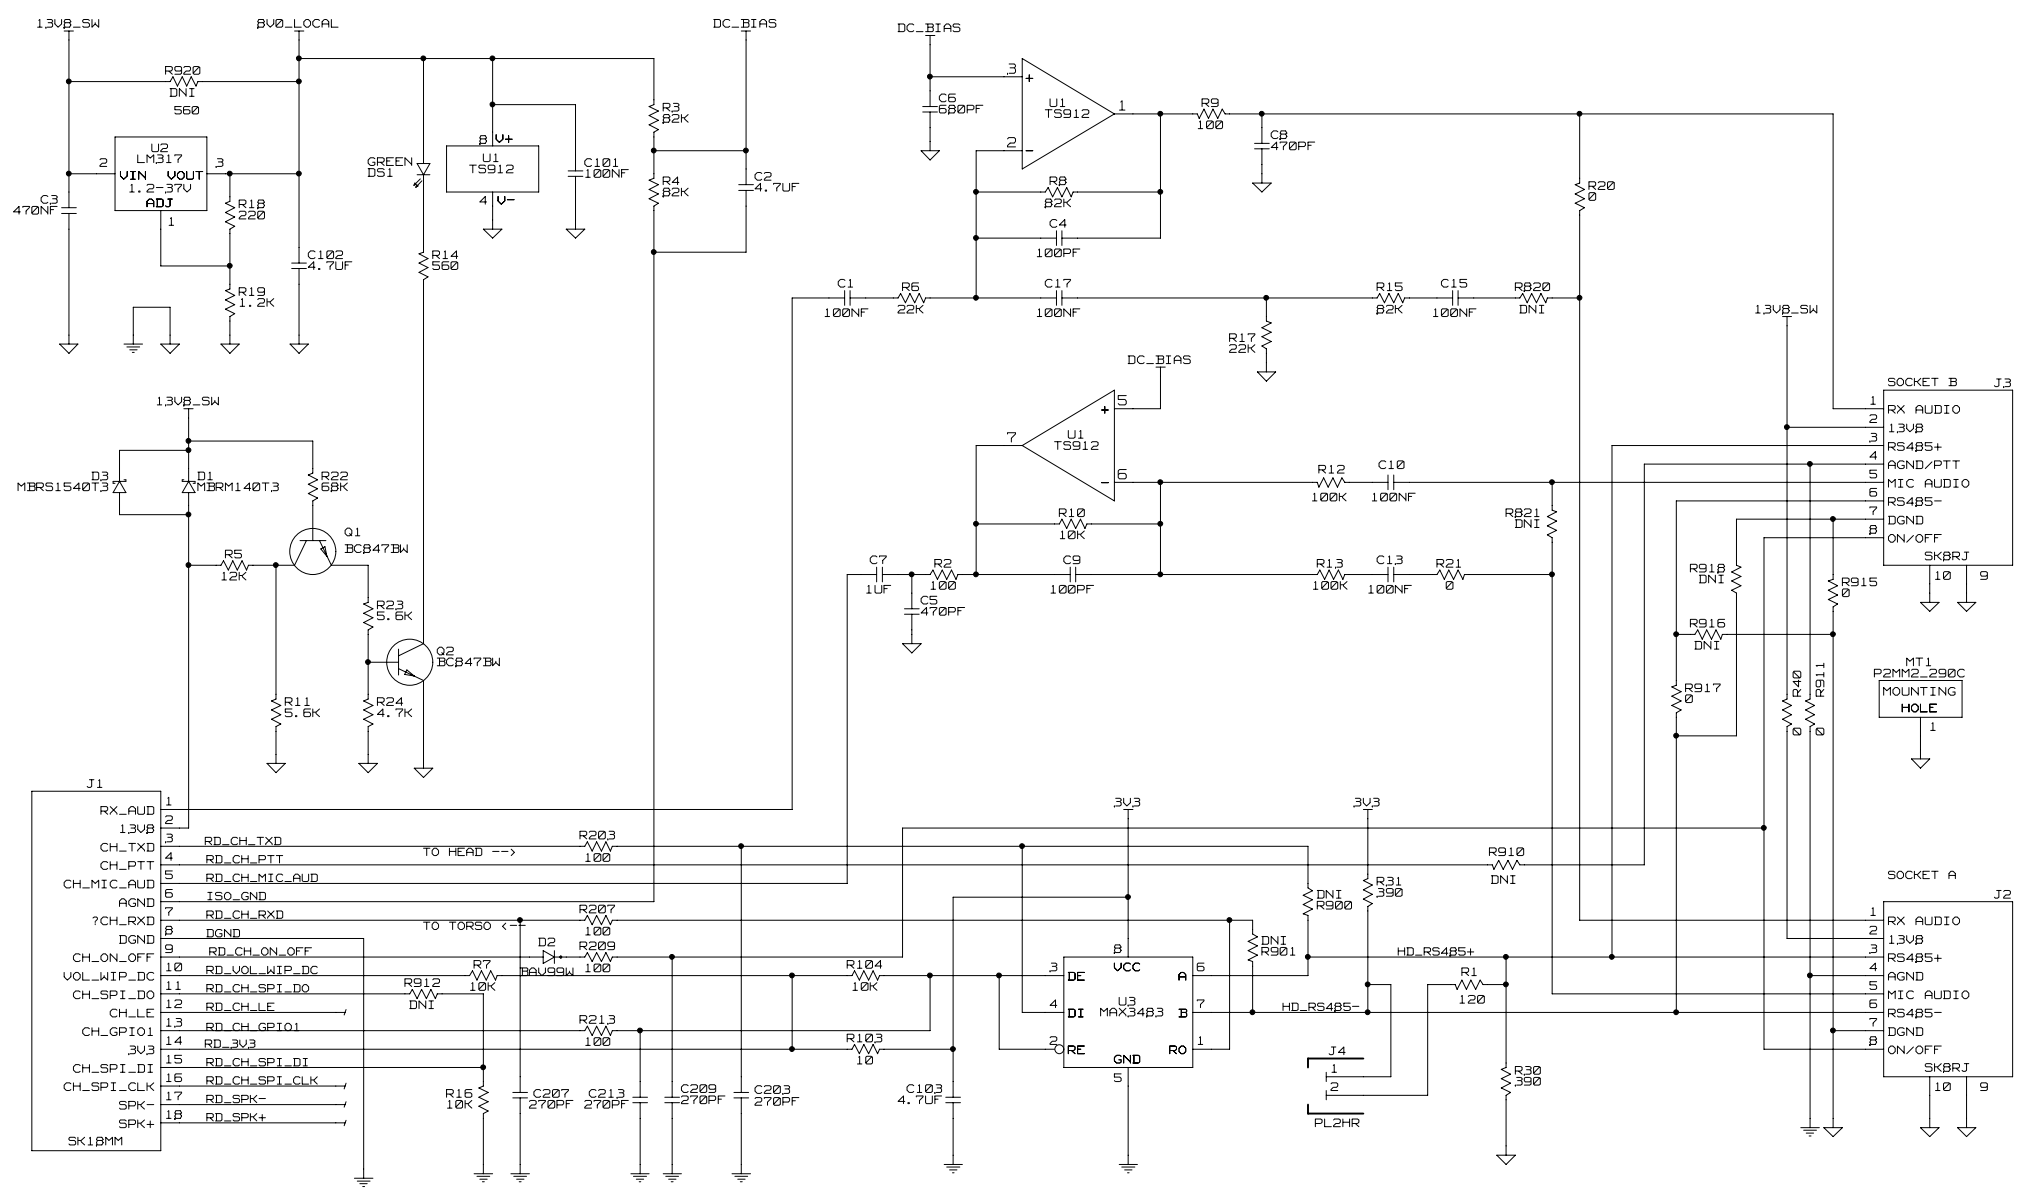 13V8_SW
8V0_LOCAL
DC_BIAS
R920
DNI
560
U2
LM317
VIN VOUT
1.2-37V
ADJ
2
3
1
C3
470NF
R18
220
R19
1.2K
C102
4.7UF
GREEN
DS1
R14
560
8 V+
U1
TS912
4 V-
C101
100NF
R3
82K
R4
82K
C2
4.7UF
DC_BIAS
C6
680PF
3
+
U1
TS912
1
2
-
R9
100
C8
470PF
R8
82K
C4
100PF
R20
0
C1
100NF
R6
22K
C17
100NF
R15
82K
C15
100NF
R820
DNI
R17
22K
DC_BIAS
5
+
U1
TS912
7
6
-
R12
100K
C10
100NF
R10
10K
R821
DNI
C7
1UF
R2
100
C9
100PF
R13
100K
C13
100NF
R21
0
C5
470PF
13V8_SW
D3
MBRS1540T3
D1
MBRM140T3
R22
68K
Q1
BC847BW
R5
12K
R23
5.6K
Q2
BC847BW
R11
5.6K
R24
4.7K
13V8_SW
SOCKET B
J3
1 RX AUDIO
2 13V8
3 RS485+
4 AGND/PTT
5 MIC AUDIO
6 RS485-
7 DGND
8 ON/OFF
SK8RJ
10
9
R918
DNI
R915
0
R916
DNI
R917
0
R40
0
R911
0
MT1
P2MM2_290C
MOUNTING
HOLE
1
J1
RX_AUD 1
13V8 2
CH_TXD 3 RD_CH_TXD
CH_PTT 4 RD_CH_PTT
CH_MIC_AUD 5 RD_CH_MIC_AUD
AGND 6 ISO_GND
?CH_RXD 7 RD_CH_RXD
DGND 8 DGND
CH_ON_OFF 9 RD_CH_ON_OFF
VOL_WIP_DC 10 RD_VOL_WIP_DC
CH_SPI_DO 11 RD_CH_SPI_DO
CH_LE 12 RD_CH_LE
CH_GPIO1 13 RD_CH_GPIO1
3V3 14 RD_3V3
CH_SPI_DI 15 RD_CH_SPI_DI
CH_SPI_CLK 16 RD_CH_SPI_CLK
SPK- 17 RD_SPK-
SPK+ 18 RD_SPK+
SK18MM
TO HEAD -->
R203
100
TO TORSO <--
R207
100
D2
BAV99W
R209
100
R7
10K
R912
DNI
R213
100
R104
10K
R103
10
R16
10K
C207
270PF
C213
270PF
C209
270PF
C203
270PF
C103
4.7UF
3V3
8
VCC
3 DE
4 DI
2 RE
U3
MAX3483
A 6
B 7
RO 1
GND
5
3V3
DNI
R900
R31
390
DNI
R901
HD_RS485+
HD_RS485-
R1
120
R910
DNI
J4
1
2
PL2HR
R30
390
SOCKET A
J2
1 RX AUDIO
2 13V8
3 RS485+
4 AGND
5 MIC AUDIO
6 RS485-
7 DGND
8 ON/OFF
SK8RJ
10
9